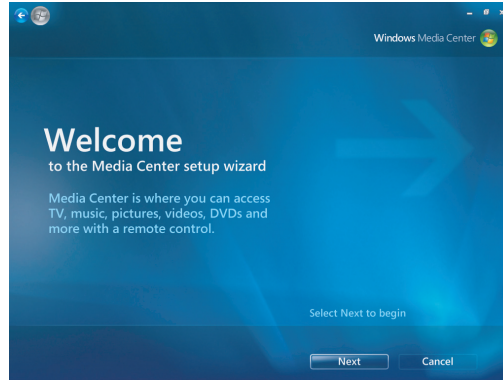 Windows Media Center
Welcome
to the Media Center setup wizard
Media Center is where you can access
TV, music, pictures, videos, DVDs and
more with a remote control.
Select Next to begin
Next Cancel